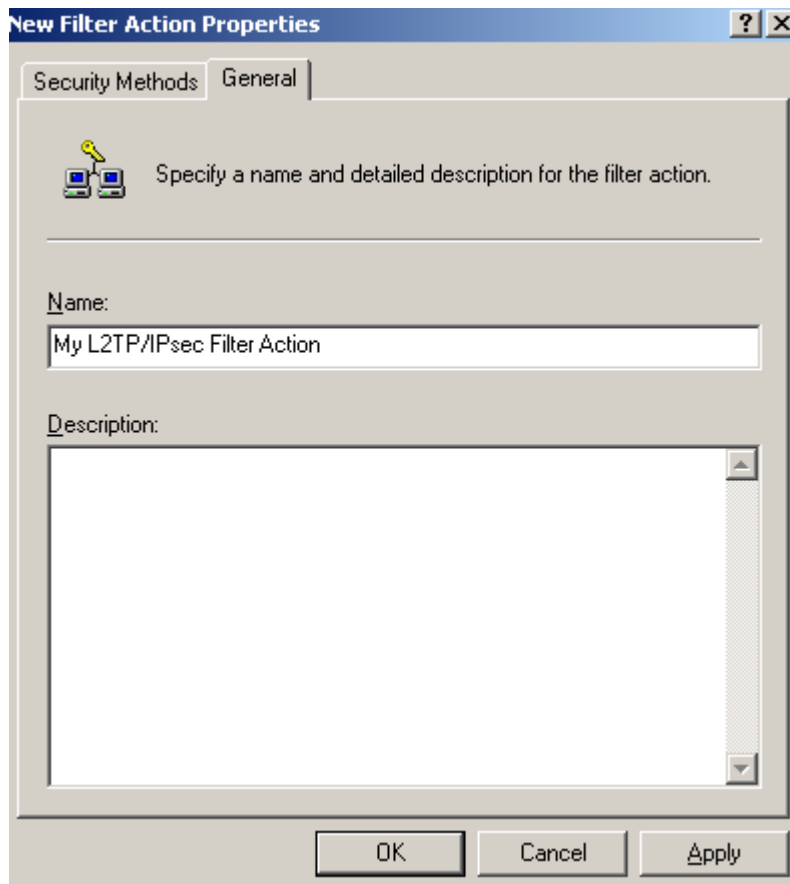 New Filter Action Properties
Security Methods
General
Specify a name and detailed description for the filter action.
Name:
My L2TP/IPsec Filter Action
Description:
OK
Cancel
Apply